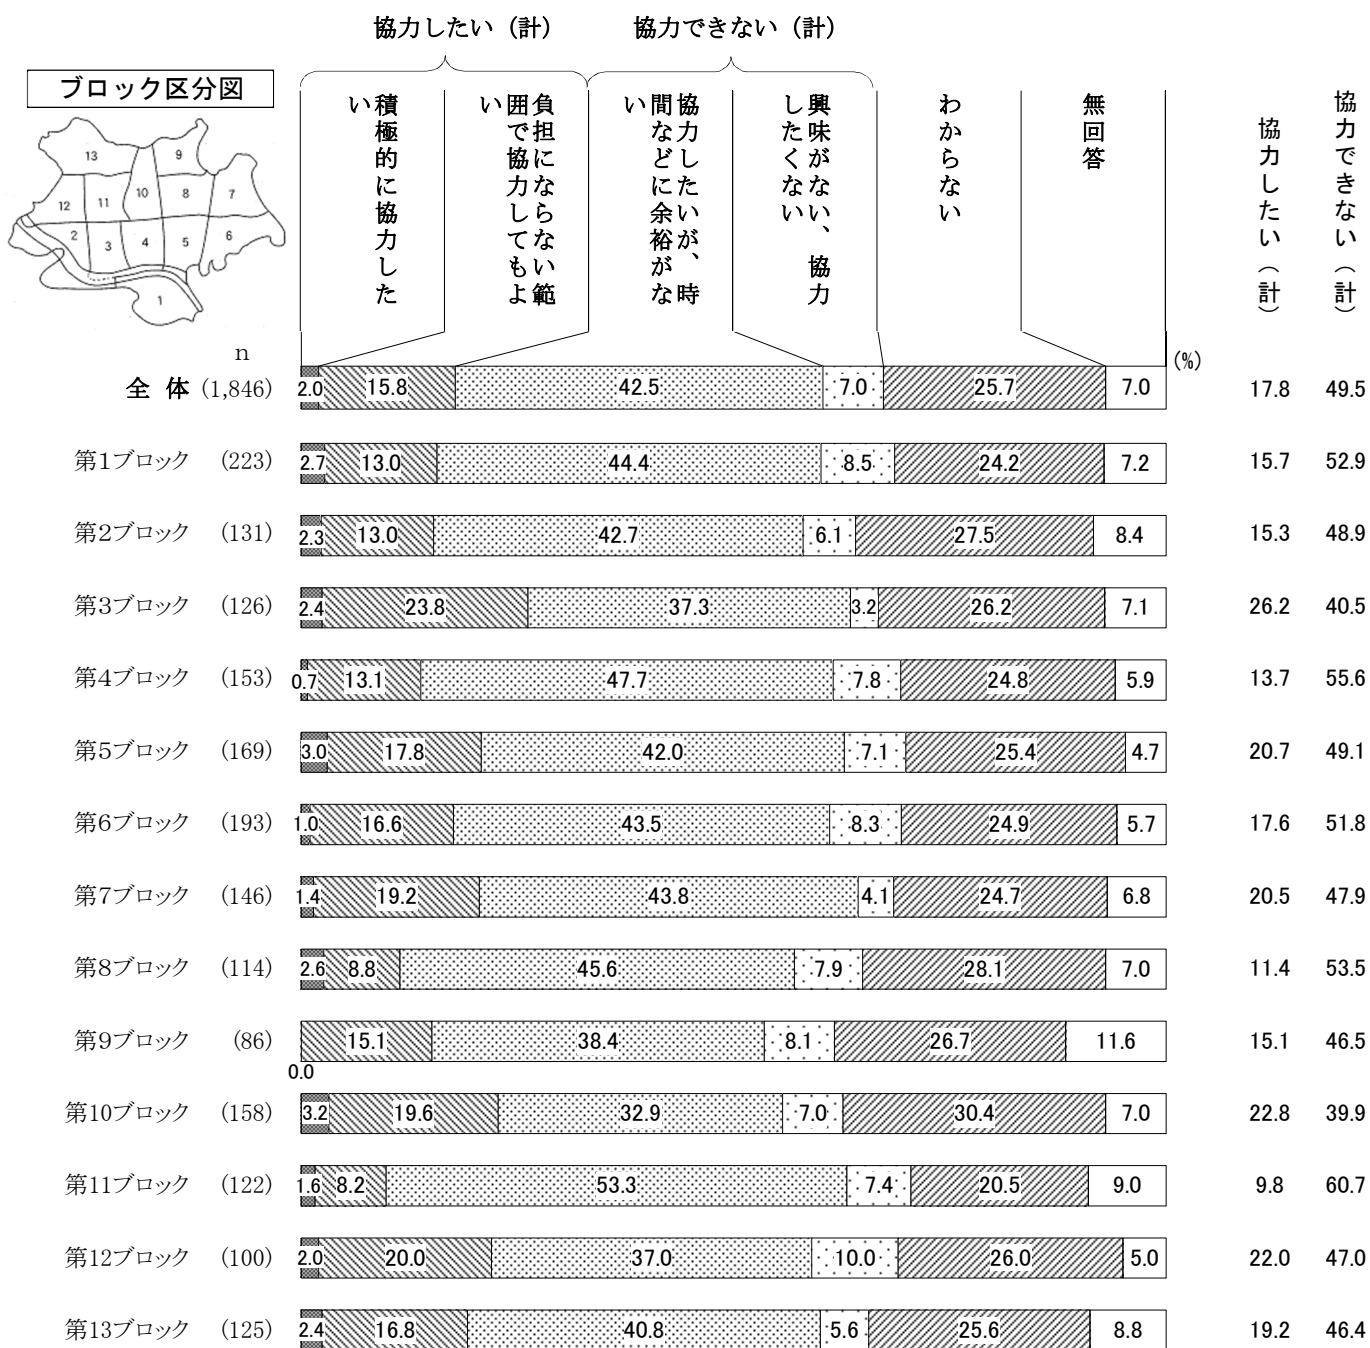 協力したい（計）
協力できない（計）
ブロック区分図
13
9
12
11
10
8
7
2
3
4
5
6
1
積極的に協力した
い
負担にならない範
囲で協力してもよ
い
協力したいが、時
間などに余裕がな
い
興味がない、協力
したくない
わからない
無回答
協力したい（計）
協力できない（計）
n
(%)
全 体 (1,846) 2.0 15.8 42.5 7.0 25.7 7.0 17.8 49.5
第1ブロック (223) 2.7 13.0 44.4 8.5 24.2 7.2 15.7 52.9
第2ブロック (131) 2.3 13.0 42.7 6.1 27.5 8.4 15.3 48.9
第3ブロック (126) 2.4 23.8 37.3 3.2 26.2 7.1 26.2 40.5
第4ブロック (153) 0.7 13.1 47.7 7.8 24.8 5.9 13.7 55.6
第5ブロック (169) 3.0 17.8 42.0 7.1 25.4 4.7 20.7 49.1
第6ブロック (193) 1.0 16.6 43.5 8.3 24.9 5.7 17.6 51.8
第7ブロック (146) 1.4 19.2 43.8 4.1 24.7 6.8 20.5 47.9
第8ブロック (114) 2.6 8.8 45.6 7.9 28.1 7.0 11.4 53.5
第9ブロック (86) 15.1 38.4 8.1 26.7 11.6 15.1 46.5
0.0
第10ブロック (158) 3.2 19.6 32.9 7.0 30.4 7.0 22.8 39.9
第11ブロック (122) 1.6 8.2 53.3 7.4 20.5 9.0 9.8 60.7
第12ブロック (100) 2.0 20.0 37.0 10.0 26.0 5.0 22.0 47.0
第13ブロック (125) 2.4 16.8 40.8 5.6 25.6 8.8 19.2 46.4